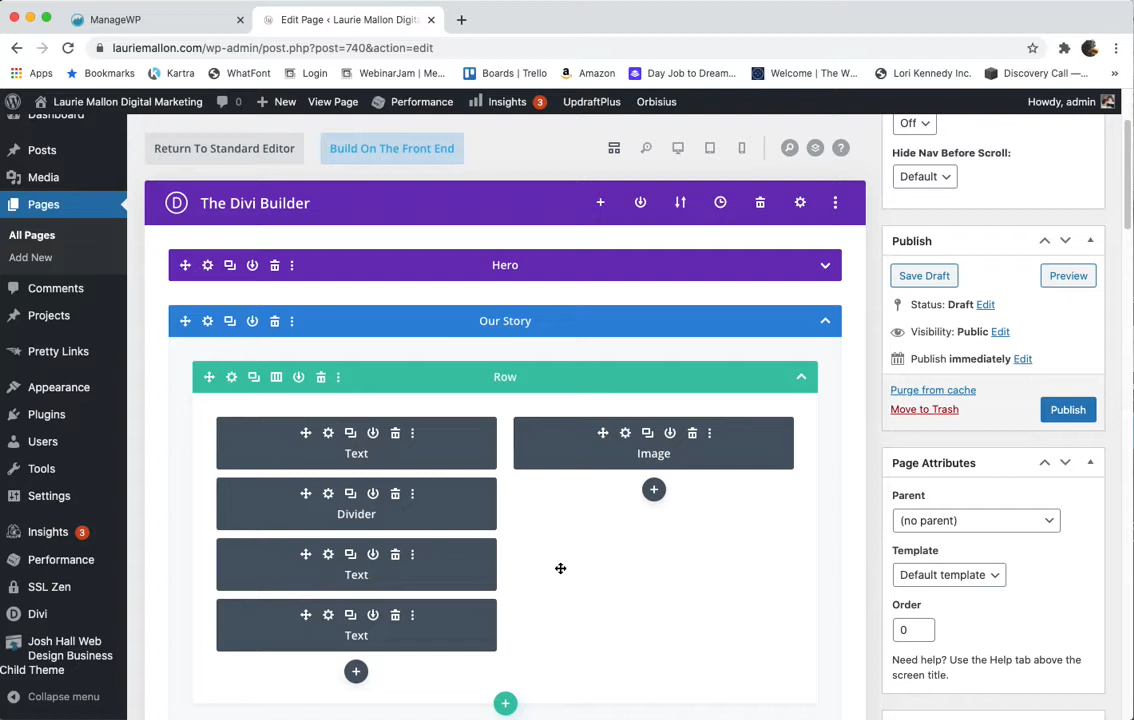 ManageWP
Edit Page ‹ Laurie Mallon Digita
lauriemallon.com/wp-admin/post.php?post=740&action=edit
Apps
Bookmarks
Kartra
WhatFont
Login
WebinarJam | Me...
Boards | Trello
Amazon
Day Job to Dream...
Welcome | The W...
Lori Kennedy Inc.
Discovery Call —...
»
Laurie Mallon Digital Marketing
0
New
View Page
Performance
Insights
3
UpdraftPlus
Orbisius
Howdy, admin
Dashboard
Posts
Media
Pages
All Pages
Add New
Comments
Projects
Pretty Links
Appearance
Plugins
Users
Tools
Settings
Insights
3
Performance
SSL Zen
Divi
Josh Hall Web
Design Business
Child Theme
Collapse menu
Return To Standard Editor
Build On The Front End
?
D
The Divi Builder
Hero
Our Story
Row
Text
Image
Divider
Text
Text
Off
Hide Nav Before Scroll:
Default
Publish
Save Draft
Preview
Status: Draft Edit
Visibility: Public Edit
Publish immediately Edit
Purge from cache
Move to Trash
Publish
Page Attributes
Parent
(no parent)
Template
Default template
Order
0
Need help? Use the Help tab above the
screen title.